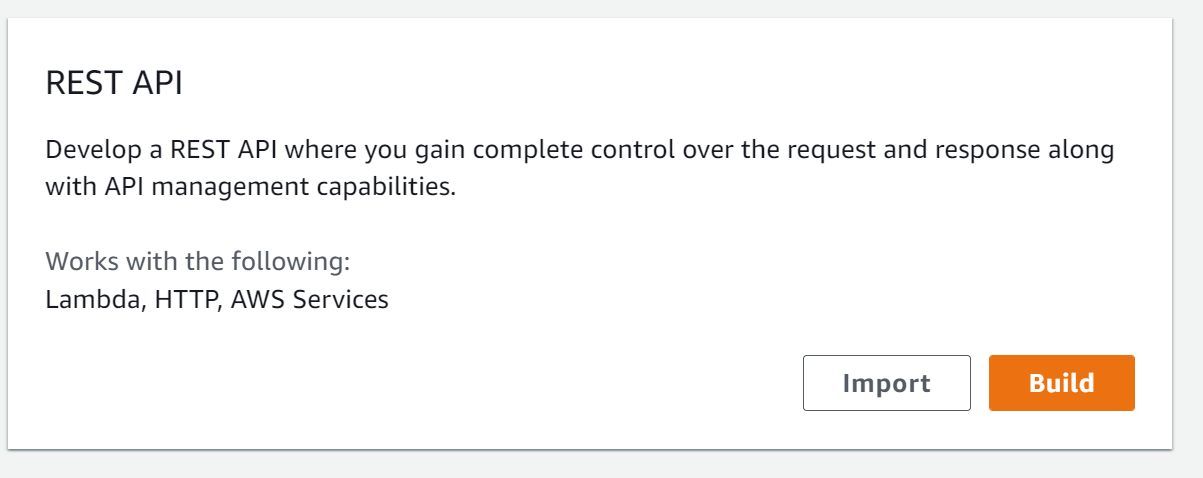 REST API
Develop a REST API where you gain complete control over the request and response along
with API management capabilities.
Works with the following:
Lambda, HTTP, AWS Services
Import
Build